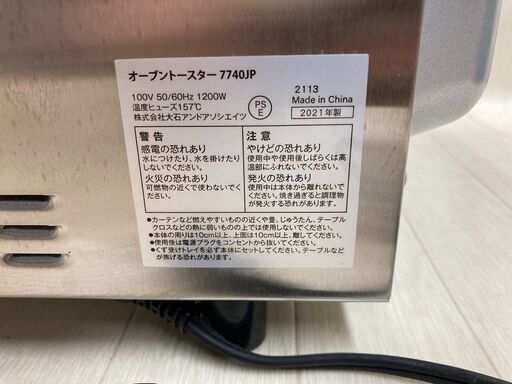 オーブントースター 7740JP
100V 50/60Hz 1200W
温度ヒューズ157℃
株式会社大石アンドアソシエイツ
PS
E
2113
Made in China
2021年製
警告
感電の恐れあり
水につけたり、水を掛けたり
しないでください。
火災の恐れあり
可燃物の近くで使わないでく
ださい。
注意
やけどの恐れあり
使用中や使用後しばらくは高
温部にふれないでください。
発火の恐れあり
使用中は本体から離れないで
ください。焼き過ぎると調理物
が発火する恐れがあります。
●カーテンなど燃えやすいものの近くや畳、じゅうたん、テーブル
クロスなどの熱に弱いものの上では使用しないでください。
●本体の周りは10cm以上、上面は10cm以上、離してください。
●使用後は電源プラグをコンセントから抜いてください。
●くず受けトレイを必ず本体にセットしてください。テーブルなど
が焦げる恐れがあります。